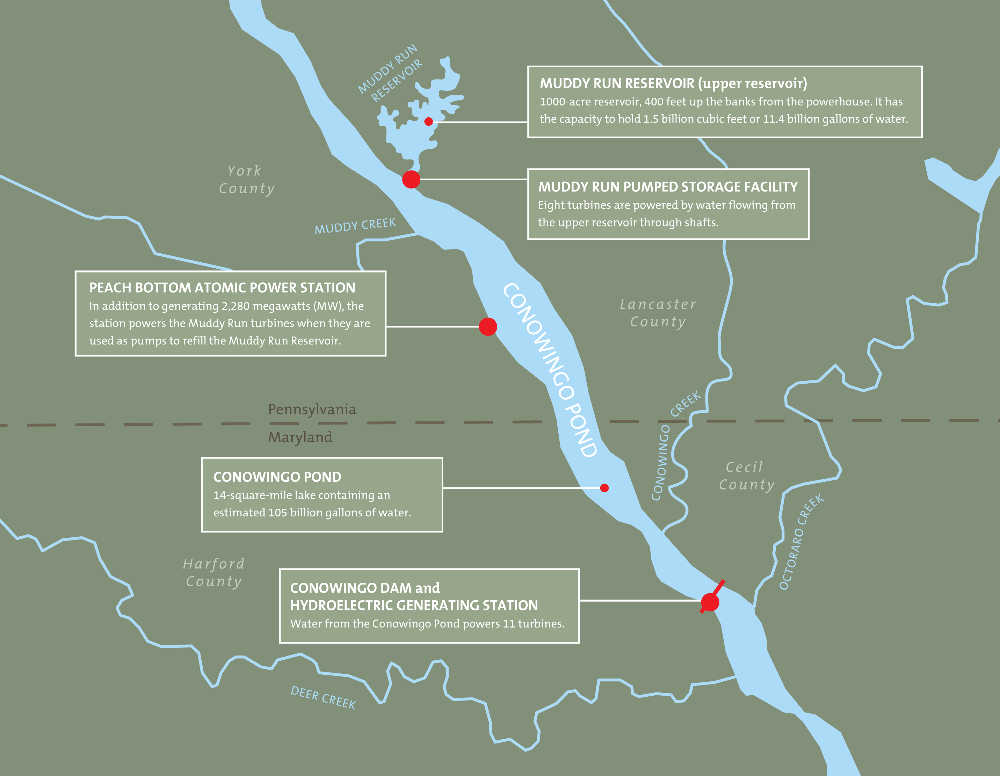 MUDDY RUN
RESERVOIR
MUDDY RUN RESERVOIR (upper reservoir)
1000-acre reservoir, 400 feet up the banks from the powerhouse. It has
the capacity to hold 1.5 billion cubic feet or 11.4 billion gallons of water.
York
County
MUDDY RUN PUMPED STORAGE FACILITY
Eight turbines are powered by water flowing from
the upper reservoir through shafts.
MUDDY CREEK
PEACH BOTTOM ATOMIC POWER STATION
In addition to generating 2,280 megawatts (MW), the
station powers the Muddy Run turbines when they are
used as pumps to refill the Muddy Run Reservoir.
CONOWINGO POND
Lancaster
County
Pennsylvania
Maryland
CONOWINGO CREEK
CONOWINGO POND
14-square-mile lake containing an
estimated 105 billion gallons of water.
Cecil
County
OCTORARO CREEK
Harford
County
CONOWINGO DAM and
HYDROELECTRIC GENERATING STATION
Water from the Conowingo Pond powers 11 turbines.
DEER CREEK